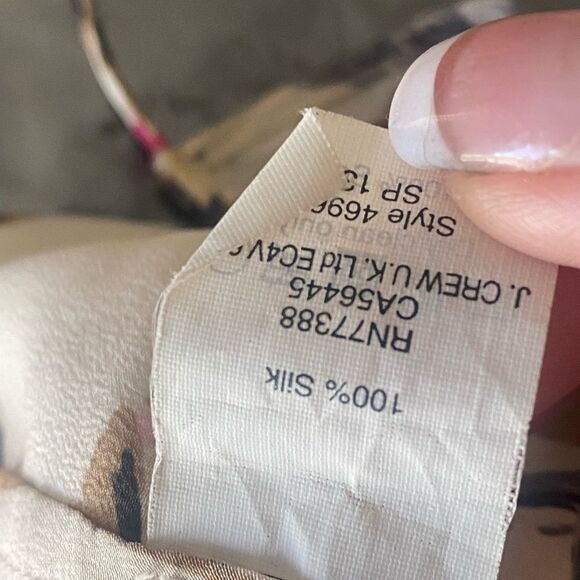 100% Silk
RN77388
CA56445
J. CREW U.K. Ltd EC4V
Style 469
SP 13